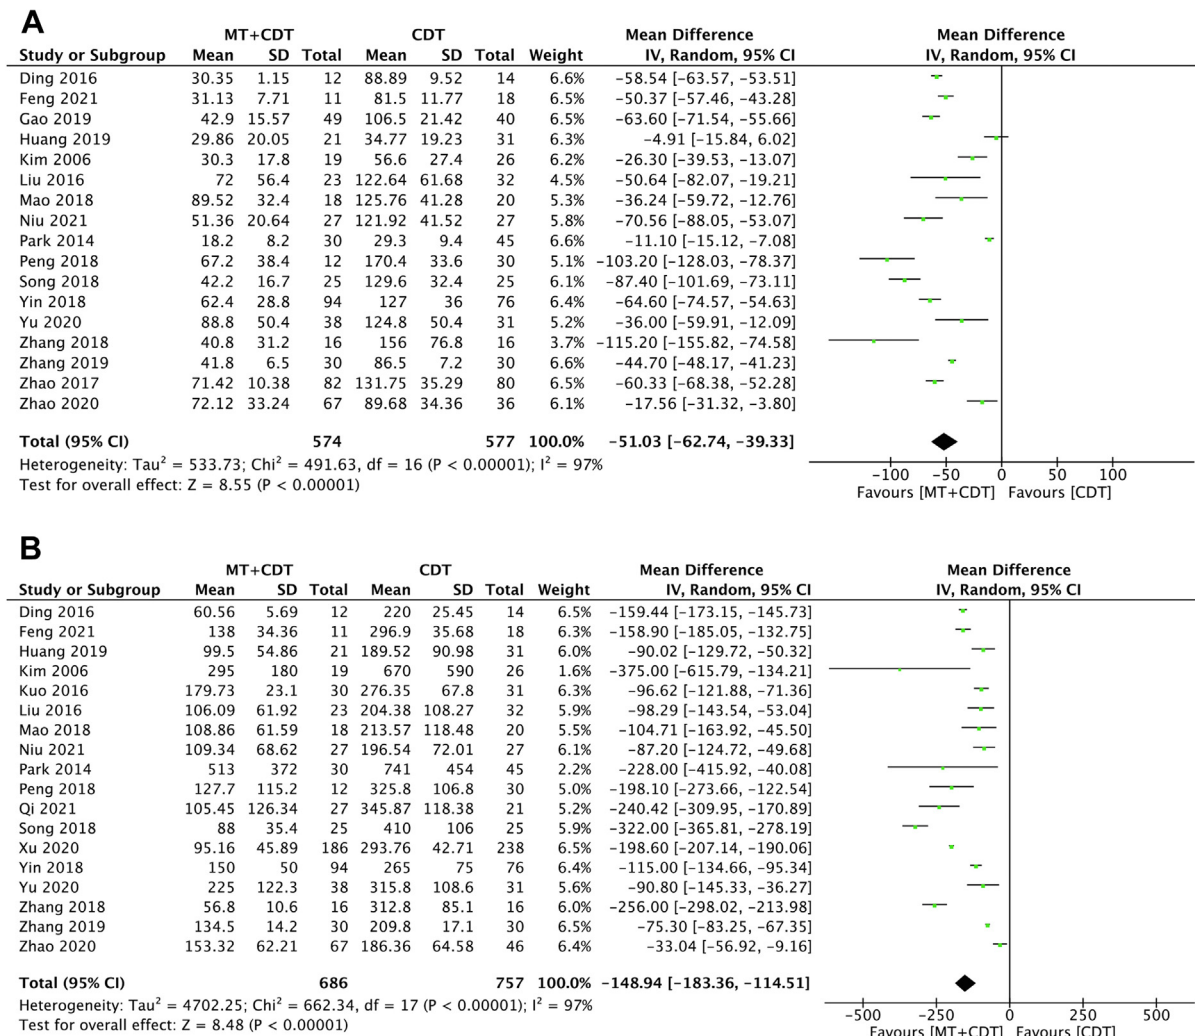 A
MT+CDT CDT Mean Difference Mean Difference
Study or Subgroup Mean SD Total Mean SD Total Weight IV, Random, 95% CI IV, Random, 95% CI
Ding 2016 30.35 1.15 12 88.89 9.52 14 6.6% −58.54 [−63.57, −53.51]
Feng 2021 31.13 7.71 11 81.5 11.77 18 6.5% −50.37 [−57.46, −43.28]
Gao 2019 42.9 15.57 49 106.5 21.42 40 6.5% −63.60 [−71.54, −55.66]
Huang 2019 29.86 20.05 21 34.77 19.23 31 6.3% −4.91 [−15.84, 6.02]
Kim 2006 30.3 17.8 19 56.6 27.4 26 6.2% −26.30 [−39.53, −13.07]
Liu 2016 72 56.4 23 122.64 61.68 32 4.5% −50.64 [−82.07, −19.21]
Mao 2018 89.52 32.4 18 125.76 41.28 20 5.3% −36.24 [−59.72, −12.76]
Niu 2021 51.36 20.64 27 121.92 41.52 27 5.8% −70.56 [−88.05, −53.07]
Park 2014 18.2 8.2 30 29.3 9.4 45 6.6% −11.10 [−15.12, −7.08]
Peng 2018 67.2 38.4 12 170.4 33.6 30 5.1% −103.20 [−128.03, −78.37]
Song 2018 42.2 16.7 25 129.6 32.4 25 6.1% −87.40 [−101.69, −73.11]
Yin 2018 62.4 28.8 94 127 36 76 6.4% −64.60 [−74.57, −54.63]
Yu 2020 88.8 50.4 38 124.8 50.4 31 5.2% −36.00 [−59.91, −12.09]
Zhang 2018 40.8 31.2 16 156 76.8 16 3.7% −115.20 [−155.82, −74.58]
Zhang 2019 41.8 6.5 30 86.5 7.2 30 6.6% −44.70 [−48.17, −41.23]
Zhao 2017 71.42 10.38 82 131.75 35.29 80 6.5% −60.33 [−68.38, −52.28]
Zhao 2020 72.12 33.24 67 89.68 34.36 36 6.1% −17.56 [−31.32, −3.80]
Total (95% CI) 574 577 100.0% −51.03 [−62.74, −39.33]
Heterogeneity: Tau² = 533.73; Chi² = 491.63, df = 16 (P < 0.00001); I² = 97%
Test for overall effect: Z = 8.55 (P < 0.00001)
−100 −50 0 50 100
Favours [MT+CDT] Favours [CDT]
B
MT+CDT CDT Mean Difference Mean Difference
Study or Subgroup Mean SD Total Mean SD Total Weight IV, Random, 95% CI IV, Random, 95% CI
Ding 2016 60.56 5.69 12 220 25.45 14 6.5% −159.44 [−173.15, −145.73]
Feng 2021 138 34.36 11 296.9 35.68 18 6.3% −158.90 [−185.05, −132.75]
Huang 2019 99.5 54.86 21 189.52 90.98 31 6.0% −90.02 [−129.72, −50.32]
Kim 2006 295 180 19 670 590 26 1.6% −375.00 [−615.79, −134.21]
Kuo 2016 179.73 23.1 30 276.35 67.8 31 6.3% −96.62 [−121.88, −71.36]
Liu 2016 106.09 61.92 23 204.38 108.27 32 5.9% −98.29 [−143.54, −53.04]
Mao 2018 108.86 61.59 18 213.57 118.48 20 5.5% −104.71 [−163.92, −45.50]
Niu 2021 109.34 68.62 27 196.54 72.01 27 6.1% −87.20 [−124.72, −49.68]
Park 2014 513 372 30 741 454 45 2.2% −228.00 [−415.92, −40.08]
Peng 2018 127.7 115.2 12 325.8 106.8 30 5.0% −198.10 [−273.66, −122.54]
Qi 2021 105.45 126.34 27 345.87 118.38 21 5.2% −240.42 [−309.95, −170.89]
Song 2018 88 35.4 25 410 106 25 5.9% −322.00 [−365.81, −278.19]
Xu 2020 95.16 45.89 186 293.76 42.71 238 6.5% −198.60 [−207.14, −190.06]
Yin 2018 150 50 94 265 75 76 6.4% −115.00 [−134.66, −95.34]
Yu 2020 225 122.3 38 315.8 108.6 31 5.6% −90.80 [−145.33, −36.27]
Zhang 2018 56.8 10.6 16 312.8 85.1 16 6.0% −256.00 [−298.02, −213.98]
Zhang 2019 134.5 14.2 30 209.8 17.1 30 6.5% −75.30 [−83.25, −67.35]
Zhao 2020 153.32 62.21 67 186.36 64.58 46 6.4% −33.04 [−56.92, −9.16]
Total (95% CI) 686 757 100.0% −148.94 [−183.36, −114.51]
Heterogeneity: Tau² = 4702.25; Chi² = 662.34, df = 17 (P < 0.00001); I² = 97%
Test for overall effect: Z = 8.48 (P < 0.00001)
−500 −250 0 250 500
Favours [MT+CDT] Favours [CDT]